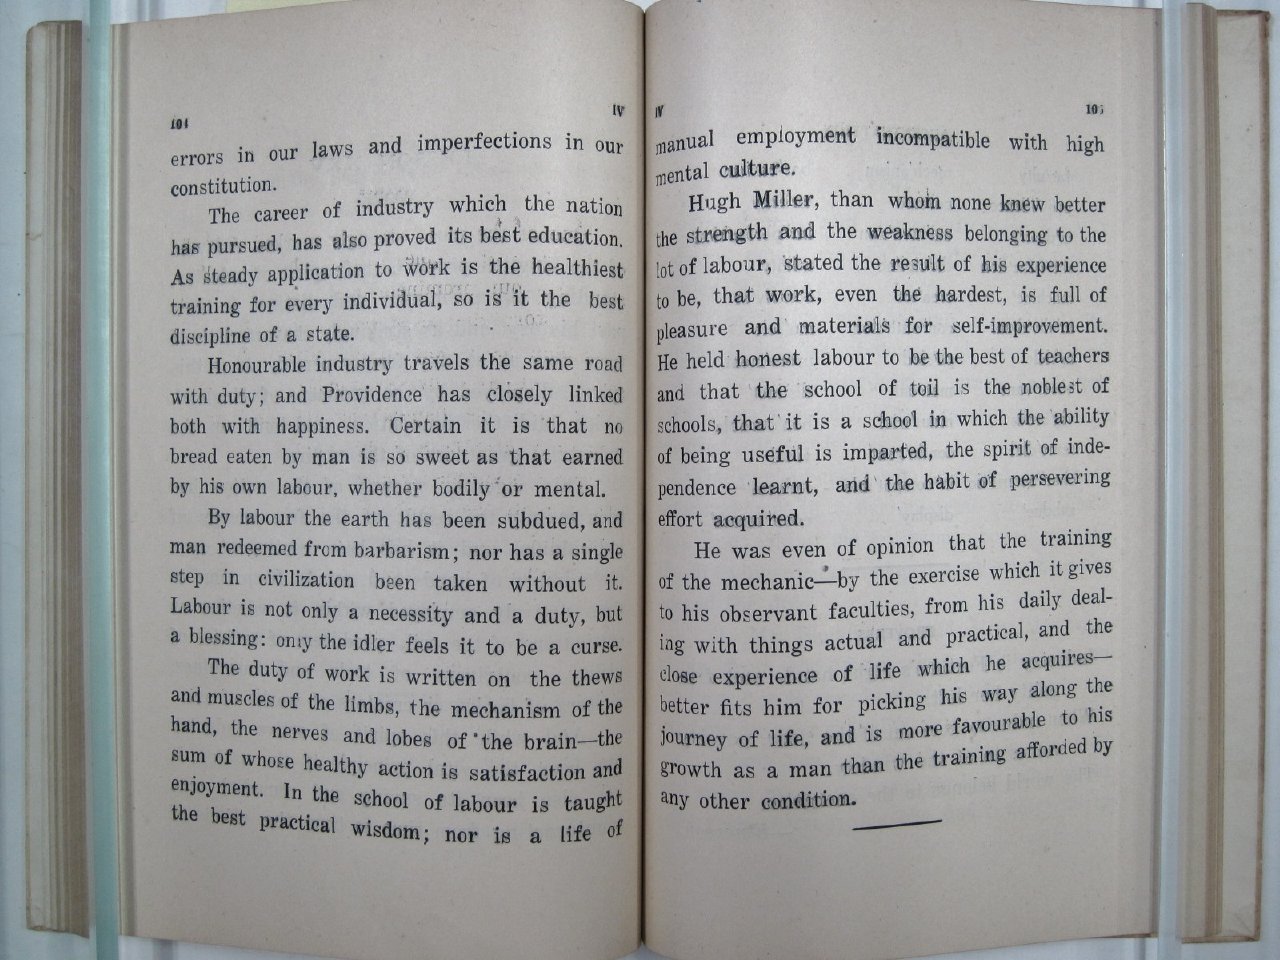 104
IV
errors in our laws and imperfections in our
constitution.
The career of industry which the nation
has pursued, has also proved its best education.
As steady application to work is the healthiest
training for every individual, so is it the best
discipline of a state.
Honourable industry travels the same road
with duty; and Providence has closely linked
both with happiness. Certain it is that no
bread eaten by man is so sweet as that earned
by his own labour, whether bodily or mental.
By labour the earth has been subdued, and
man redeemed from barbarism; nor has a single
step in civilization been taken without it.
Labour is not only a necessity and a duty, but
a blessing: only the idler feels it to be a curse.
The duty of work is written on the thews
and muscles of the limbs, the mechanism of the
hand, the nerves and lobes of the brain—the
sum of whose healthy action is satisfaction and
enjoyment. In the school of labour is taught
the best practical wisdom; nor is a life of
IV
105
manual employment incompatible with high
mental culture.
Hugh Miller, than whom none knew better
the strength and the weakness belonging to the
lot of labour, stated the result of his experience
to be, that work, even the hardest, is full of
pleasure and materials for self-improvement.
He held honest labour to be the best of teachers
and that the school of toil is the noblest of
schools, that it is a school in which the ability
of being useful is imparted, the spirit of inde-
pendence learnt, and the habit of persevering
effort acquired.
He was even of opinion that the training
of the mechanic—by the exercise which it gives
to his observant faculties, from his daily deal-
ing with things actual and practical, and the
close experience of life which he acquires—
better fits him for picking his way along the
journey of life, and is more favourable to his
growth as a man than the training afforded by
any other condition.